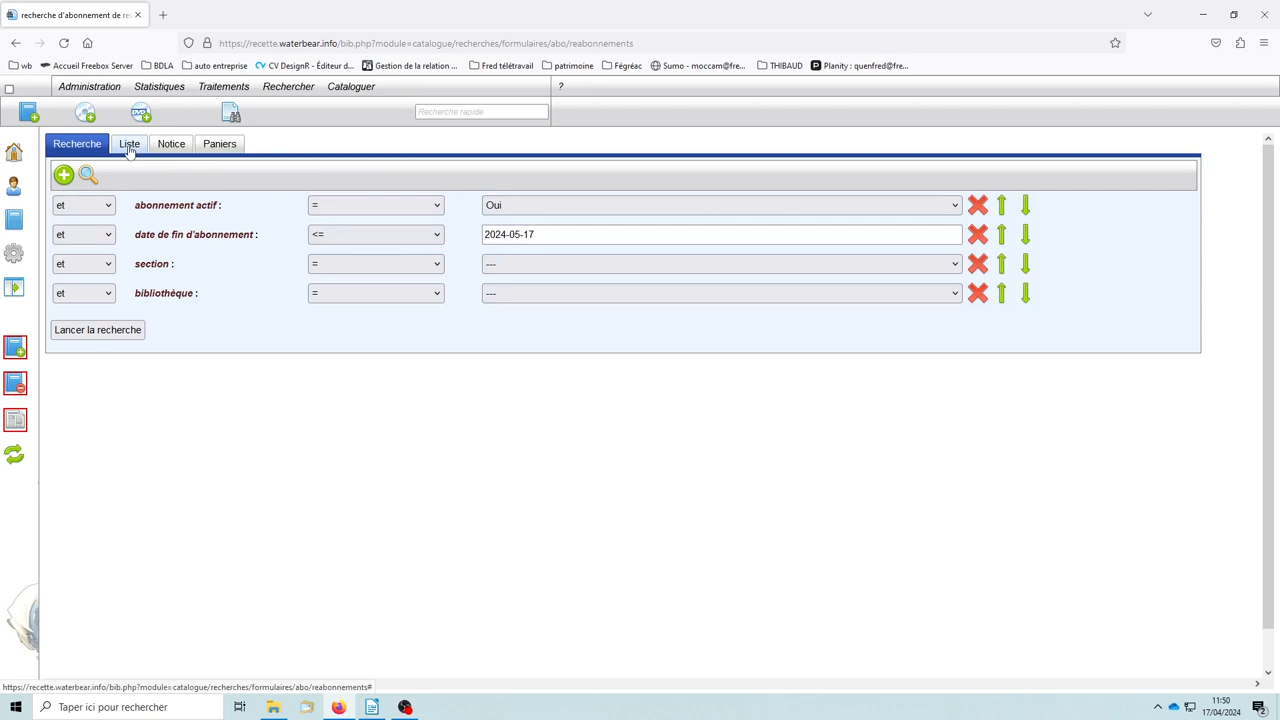 recherche d'abonnement de re
https://recette.waterbear.info/bib.php?module=catalogue/recherches/formulaires/abo/reabonnements
wb
Accueil Freebox Server
BDLA
auto entreprise
CV DesignR - Éditeur d...
Gestion de la relation ...
Fred télétravail
patrimoine
Fégréac
Sumo - moccam@fre...
THIBAUD
Planity : quenfred@fre...
Administration Statistiques Traitements Rechercher Cataloguer ?
Recherche rapide
Recherche Liste Notice Paniers
et abonnement actif : = Oui
et date de fin d'abonnement : <= 2024-05-17
et section : = ---
et bibliothèque : = ---
Lancer la recherche
https://recette.waterbear.info/bib.php?module=catalogue/recherches/formulaires/abo/reabonnements#
Taper ici pour rechercher
11:50
17/04/2024
2